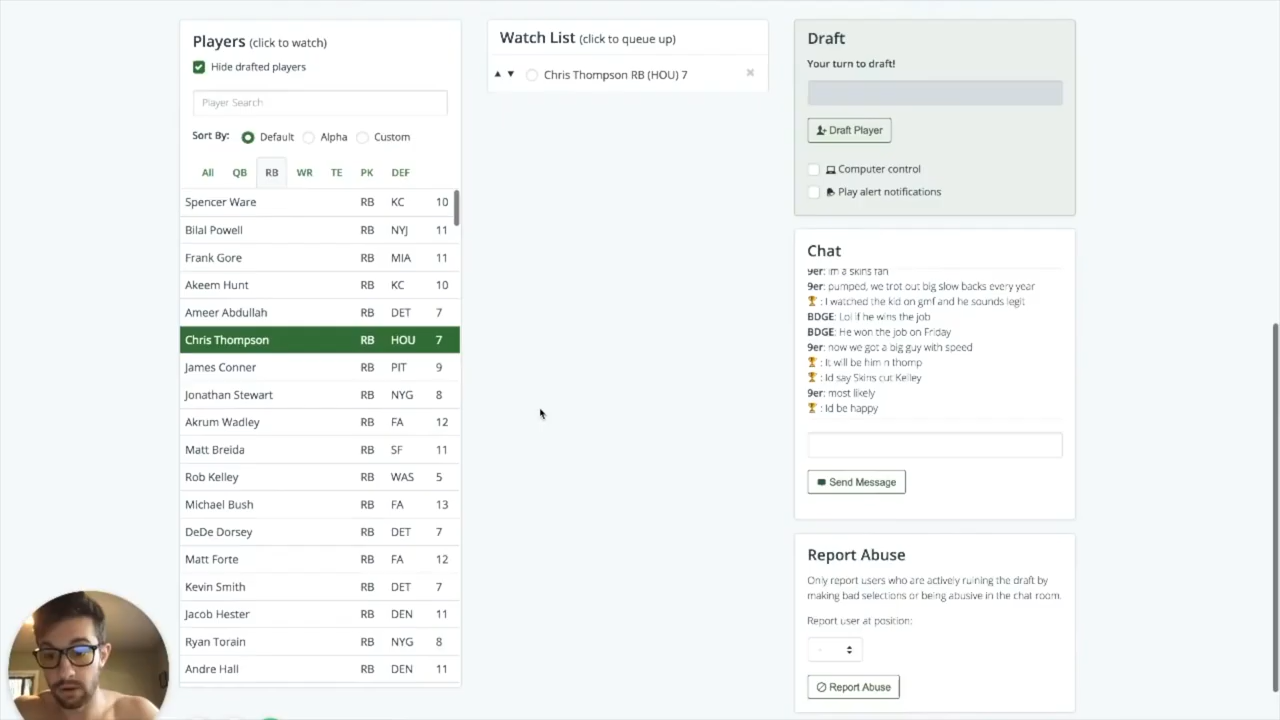 Players (click to watch)
Hide drafted players
Player Search
Sort By: Default Alpha Custom
All QB RB WR TE PK DEF
Spencer Ware RB KC 10
Bilal Powell RB NYJ 11
Frank Gore RB MIA 11
Akeem Hunt RB KC 10
Ameer Abdullah RB DET 7
Chris Thompson RB HOU 7
James Conner RB PIT 9
Jonathan Stewart RB NYG 8
Akrum Wadley RB FA 12
Matt Breida RB SF 11
Rob Kelley RB WAS 5
Michael Bush RB FA 13
DeDe Dorsey RB DET 7
Matt Forte RB FA 12
Kevin Smith RB DET 7
Jacob Hester RB DEN 11
Ryan Torain RB NYG 8
Andre Hall RB DEN 11
Watch List (click to queue up)
Chris Thompson RB (HOU) 7
Draft
Your turn to draft!
Draft Player
Computer control
Play alert notifications
Chat
9er: im a skins fan
9er: pumped, we trot out big slow backs every year
🏆 : I watched the kid on gmf and he sounds legit
BDGE: Lol if he wins the job
BDGE: He won the job on Friday
9er: now we got a big guy with speed
🏆 : It will be him n thomp
🏆 : Id say Skins cut Kelley
9er: most likely
🏆 : Id be happy
Send Message
Report Abuse
Only report users who are actively ruining the draft by
making bad selections or being abusive in the chat room.
Report user at position:
-
Report Abuse